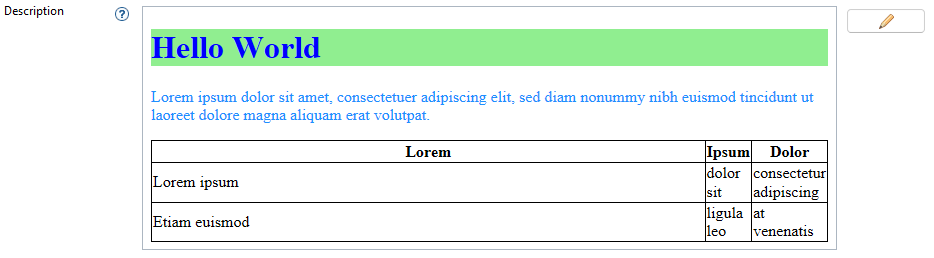 Description
?
Hello World
Lorem ipsum dolor sit amet, consectetuer adipiscing elit, sed diam nonummy nibh euismod tincidunt ut
laoreet dolore magna aliquam erat volutpat.
Lorem Ipsum Dolor
Lorem ipsum dolor sit consectetur adipiscing
Etiam euismod ligula leo at venenatis